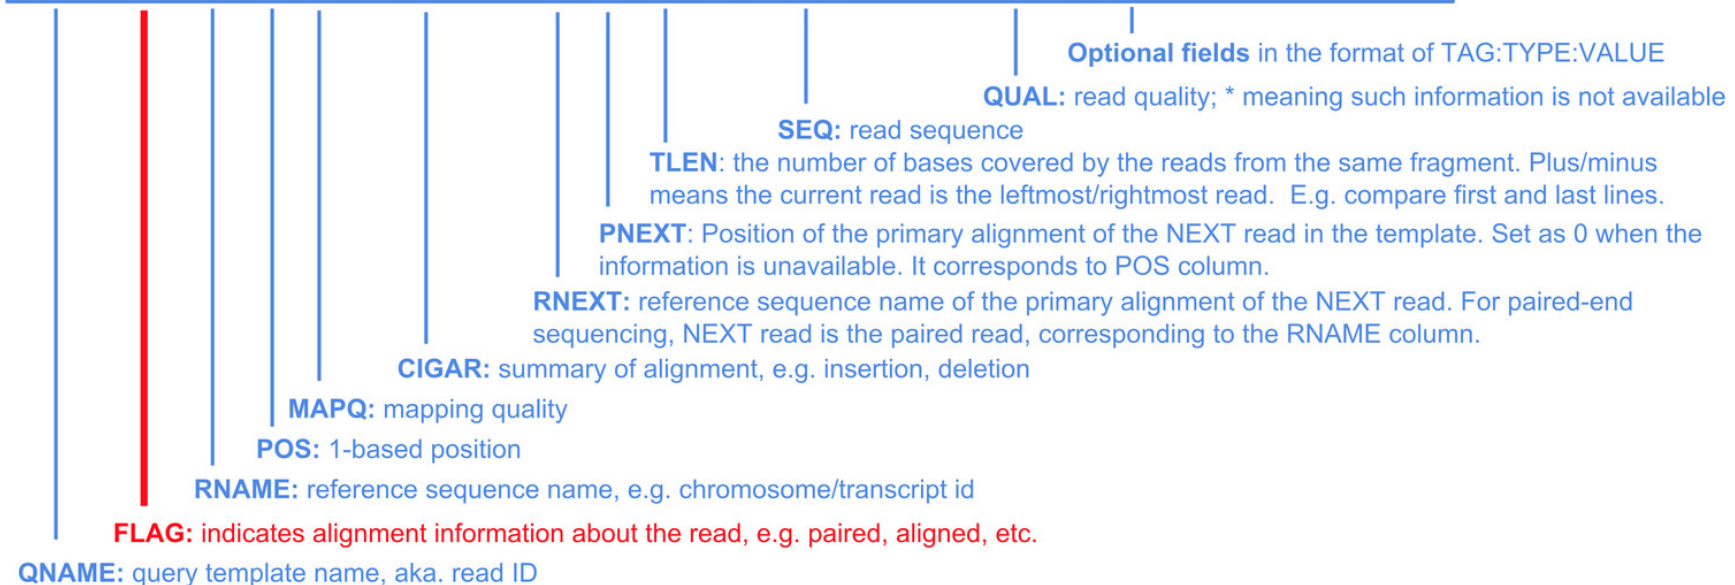 Optional fields in the format of TAG:TYPE:VALUE
QUAL: read quality; * meaning such information is not available
SEQ: read sequence
TLEN: the number of bases covered by the reads from the same fragment. Plus/minus
means the current read is the leftmost/rightmost read.  E.g. compare first and last lines.
PNEXT: Position of the primary alignment of the NEXT read in the template. Set as 0 when the
information is unavailable. It corresponds to POS column.
RNEXT: reference sequence name of the primary alignment of the NEXT read. For paired-end
sequencing, NEXT read is the paired read, corresponding to the RNAME column.
CIGAR: summary of alignment, e.g. insertion, deletion
MAPQ: mapping quality
POS: 1-based position
RNAME: reference sequence name, e.g. chromosome/transcript id
FLAG: indicates alignment information about the read, e.g. paired, aligned, etc.
QNAME: query template name, aka. read ID